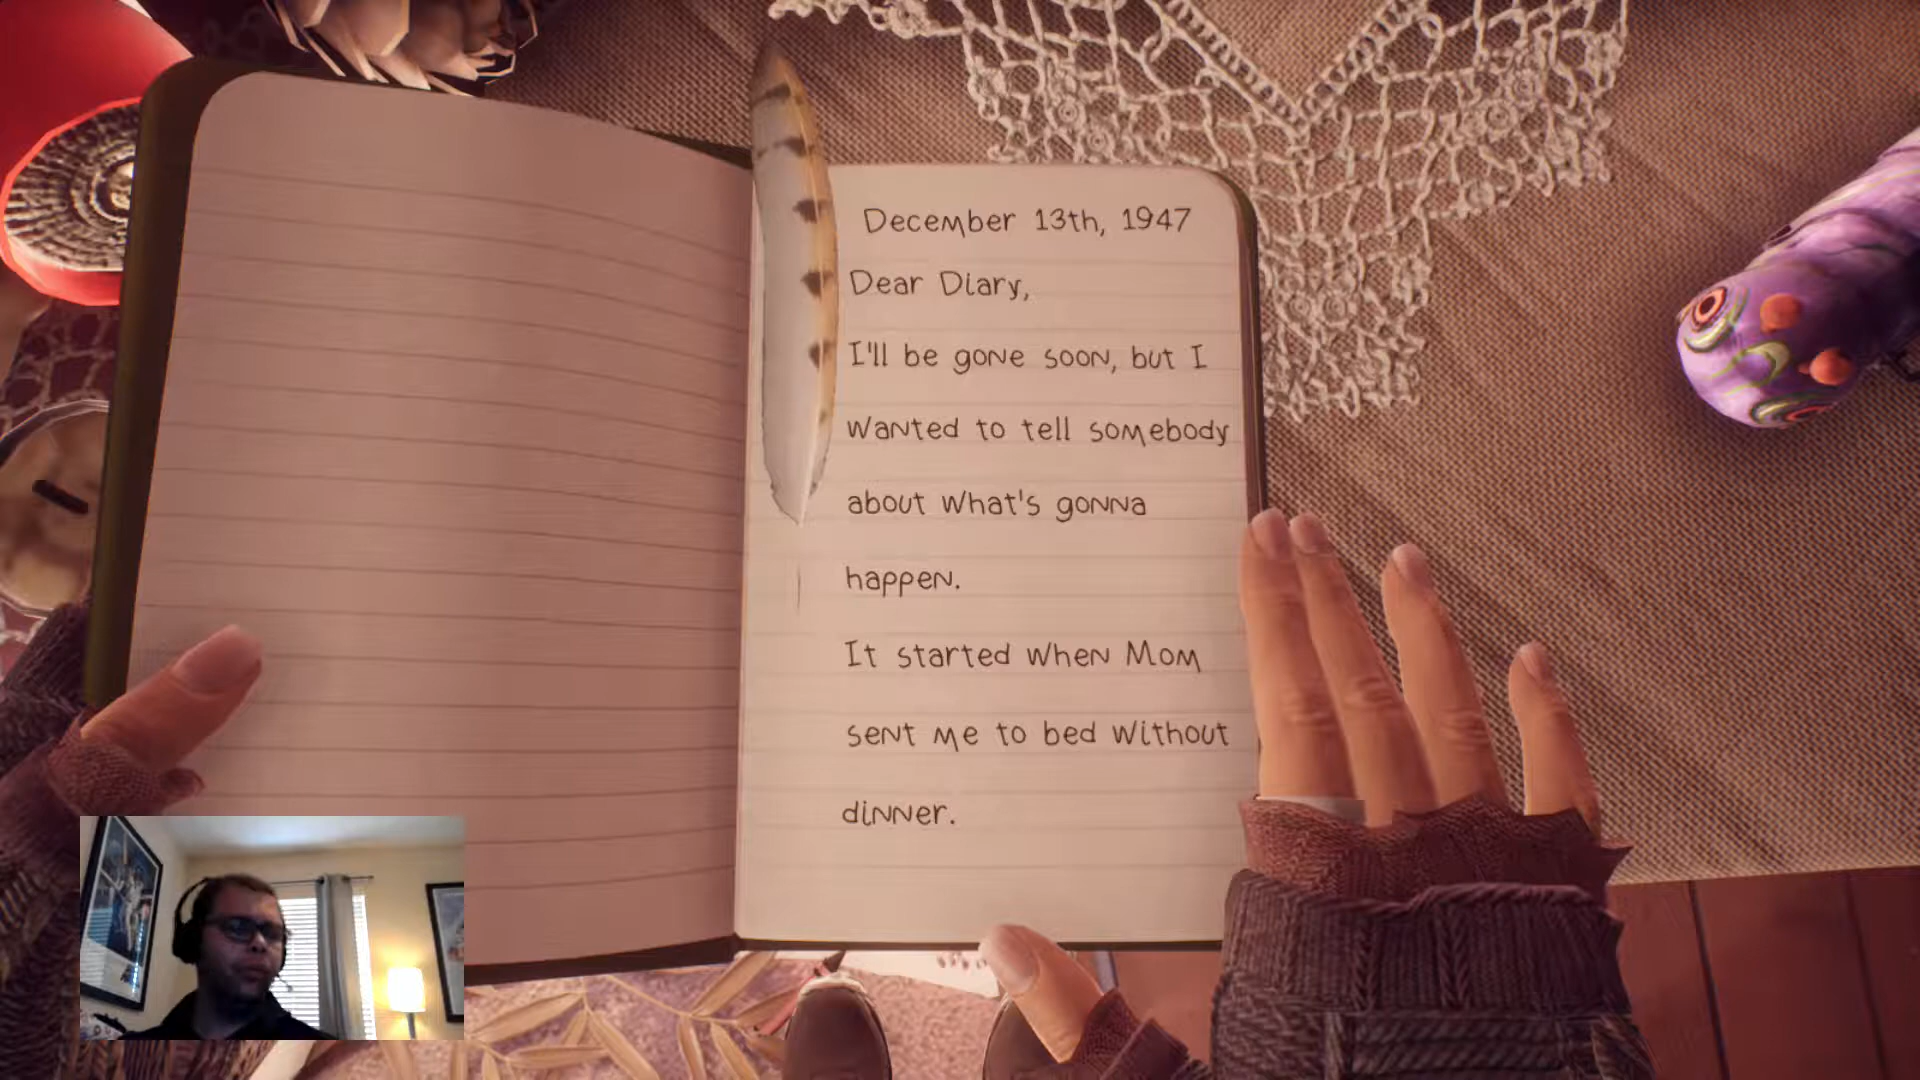 December 13th, 1947
Dear Diary,
I'll be gone soon, but I
wanted to tell somebody
about what's gonna
happen.
It started when Mom
sent me to bed without
dinner.